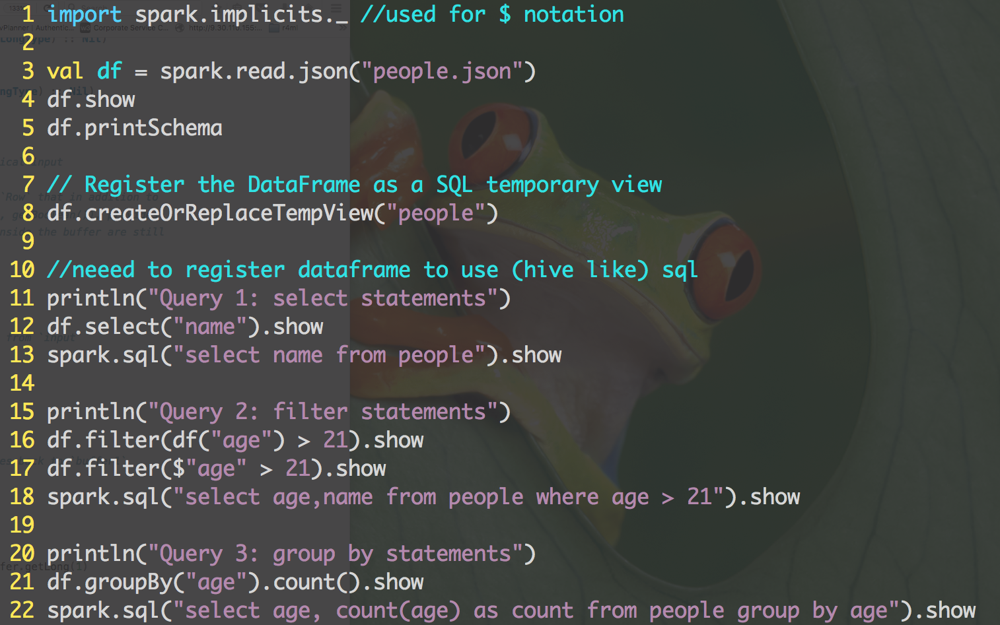 1 import spark.implicits._ //used for $ notation
2
3 val df = spark.read.json("people.json")
4 df.show
5 df.printSchema
6
7 // Register the DataFrame as a SQL temporary view
8 df.createOrReplaceTempView("people")
9
10 //neeed to register dataframe to use (hive like) sql
11 println("Query 1: select statements")
12 df.select("name").show
13 spark.sql("select name from people").show
14
15 println("Query 2: filter statements")
16 df.filter(df("age") > 21).show
17 df.filter($"age" > 21).show
18 spark.sql("select age,name from people where age > 21").show
19
20 println("Query 3: group by statements")
21 df.groupBy("age").count().show
22 spark.sql("select age, count(age) as count from people group by age").show